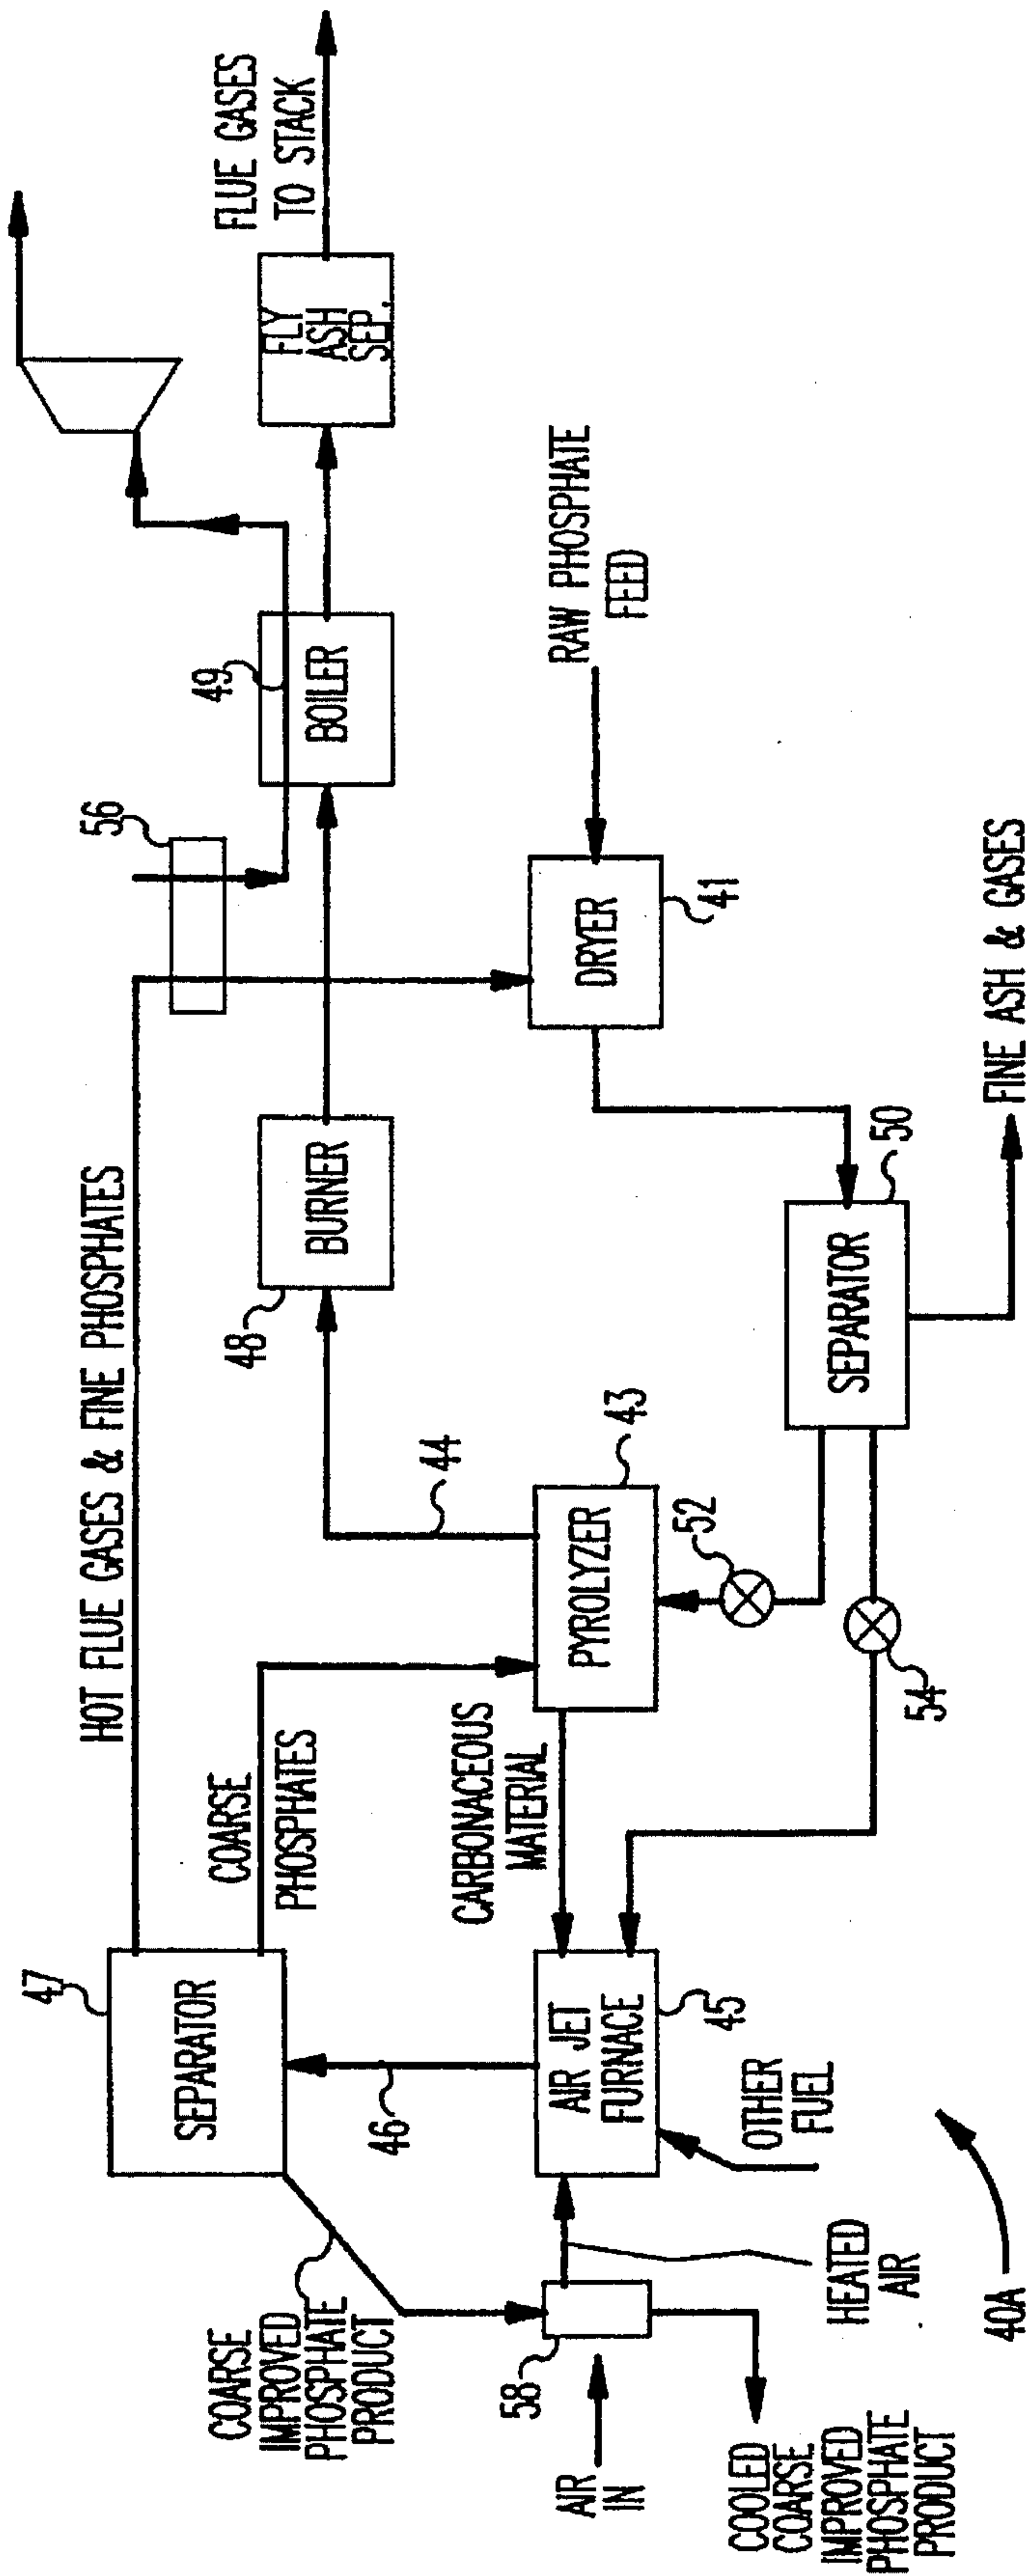 FLUE GASES
TO STACK
FLY
ASH
SEP.
HOT FLUE GASES & FINE PHOSPHATES
56
49
BOILER
BURNER
48
RAW PHOSPHATE
FEED
DRYER
41
47
SEPARATOR
COARSE
PHOSPHATES
44
PYROLYZER
43
52
54
SEPARATOR
50
FINE ASH & GASES
CARBONACEOUS
MATERIAL
46
AIR JET
FURNACE
45
OTHER
FUEL
COARSE
IMPROVED
PHOSPHATE
PRODUCT
58
AIR
IN
HEATED
AIR
COOLED
COARSE
IMPROVED
PHOSPHATE
PRODUCT
40A